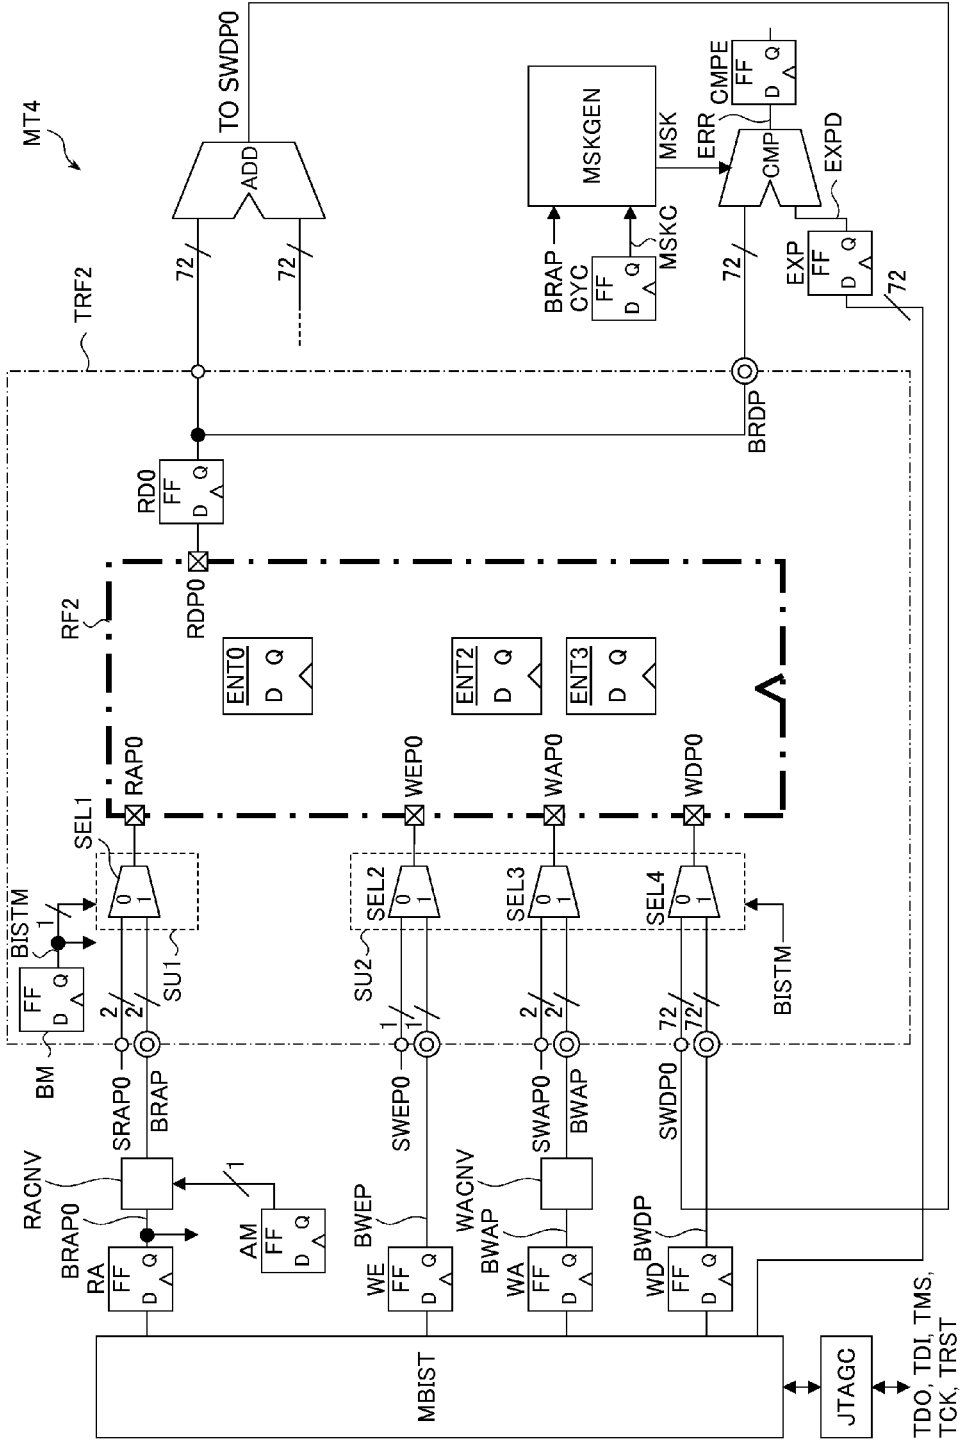 MT4
TRF2
RF2
BISTM
BM
FF
D Q
1
SEL1
0
1
SU1
2
2
SRAP0
BRAP
RACNV
BRAP0
RA
FF
D Q
AM
FF
D Q
1
RAP0
RDP0
RD0
FF
D Q
72
72
ADD
TO SWDP0
ENT0
D Q
ENT2
D Q
ENT3
D Q
WEP0
WAP0
WDP0
SEL2
0
1
SEL3
0
1
SEL4
0
1
SU2
BISTM
1
1
2
2
72
72
SWEP0
SWAP0
BWAP
SWDP0
BWEP
WACNV
BWAP
BWDP
WE
FF
D Q
WA
FF
D Q
WD
FF
D Q
MBIST
JTAGC
TDO, TDI, TMS,
TCK, TRST
BRDP
72
BRAP
CYC
FF
D Q
MSKC
MSKGEN
MSK
CMP
ERR
CMPE
FF
D Q
EXPD
EXP
FF
D Q
72